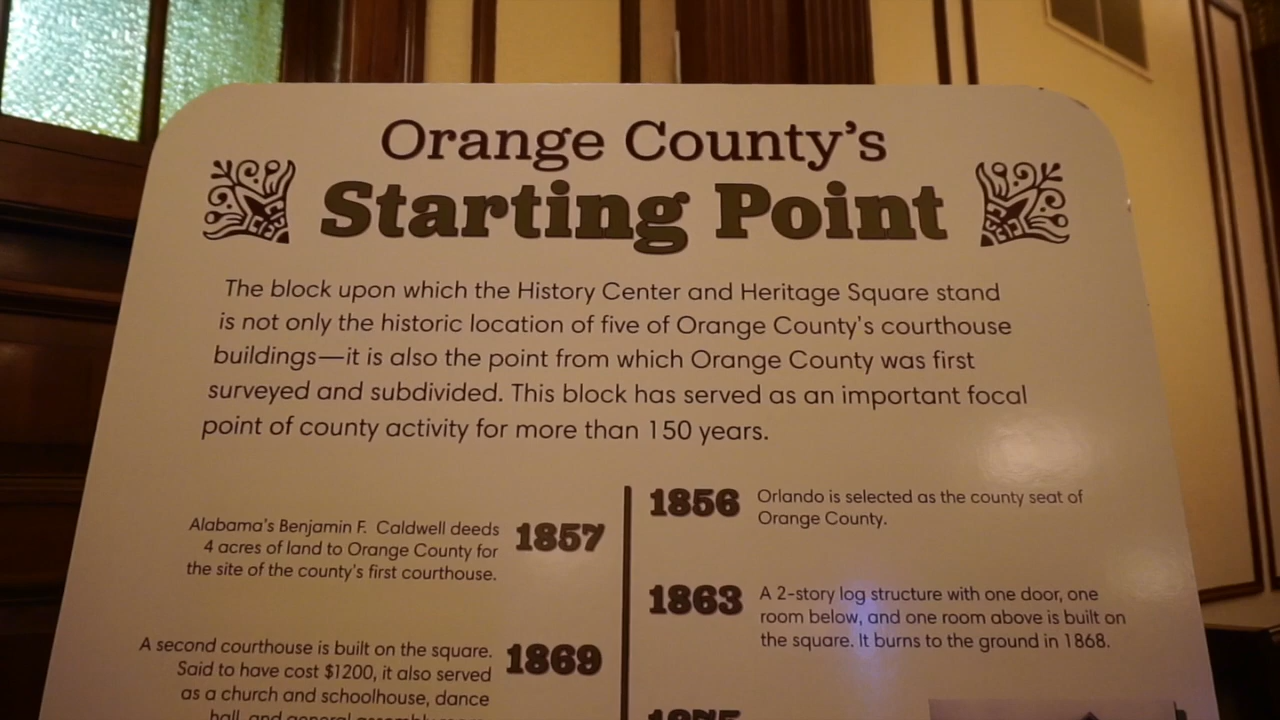 Orange County's
Starting Point
The block upon which the History Center and Heritage Square stand
is not only the historic location of five of Orange County's courthouse
buildings—it is also the point from which Orange County was first
surveyed and subdivided. This block has served as an important focal
point of county activity for more than 150 years.
1856
Orlando is selected as the county seat of
Orange County.
1857
Alabama's Benjamin F. Caldwell deeds
4 acres of land to Orange County for
the site of the county's first courthouse.
1863
A 2-story log structure with one door, one
room below, and one room above is built on
the square. It burns to the ground in 1868.
1869
A second courthouse is built on the square.
Said to have cost $1200, it also served
as a church and schoolhouse, dance
hall, and general